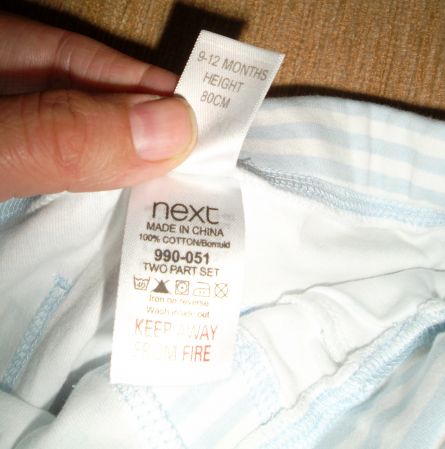 9-12 MONTHS
HEIGHT
80CM
next
MADE IN CHINA
100% COTTON/Bomuld
990-051
TWO PART SET
40
Iron on reverse
Wash inside out
KEEP AWAY
FROM FIRE